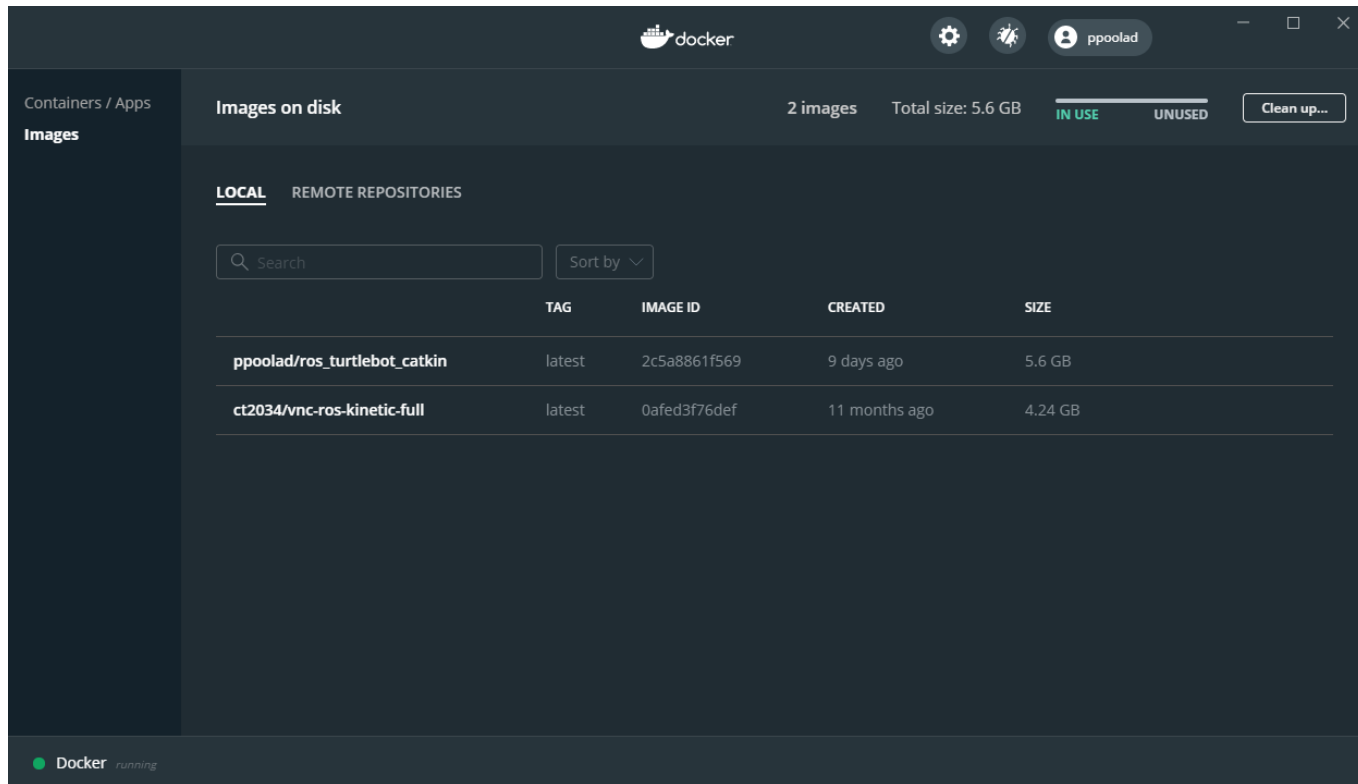 docker
ppoolad
Containers / Apps
Images
Images on disk
2 images
Total size: 5.6 GB
IN USE
UNUSED
Clean up...
LOCAL
REMOTE REPOSITORIES
Search
Sort by
TAG IMAGE ID CREATED SIZE
ppoolad/ros_turtlebot_catkin latest 2c5a8861f569 9 days ago 5.6 GB
ct2034/vnc-ros-kinetic-full latest 0afed3f76def 11 months ago 4.24 GB
Docker running